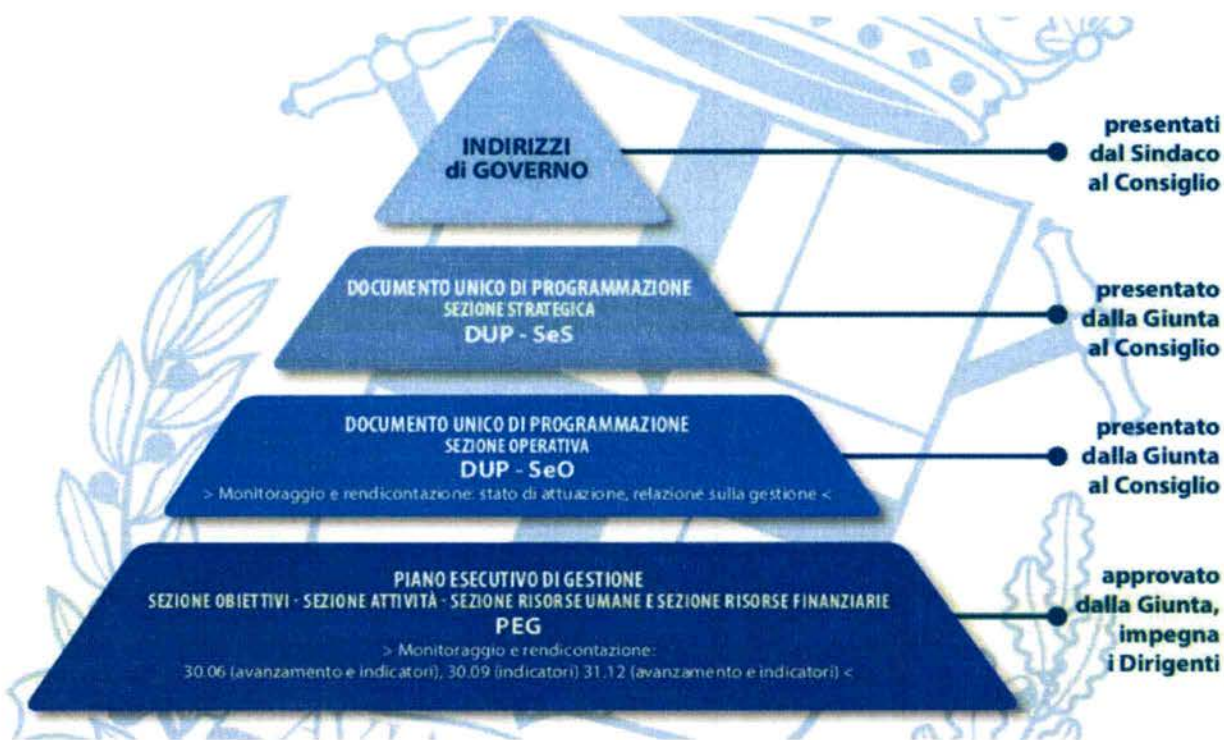 INDIRIZZI
di GOVERNO
presentati
dal Sindaco
al Consiglio
DOCUMENTO UNICO DI PROGRAMMAZIONE
SEZIONE STRATEGICA
DUP - SeS
presentato
dalla Giunta
al Consiglio
DOCUMENTO UNICO DI PROGRAMMAZIONE
SEZIONE OPERATIVA
DUP - SeO
> Monitoraggio e rendicontazione: stato di attuazione, relazione sulla gestione <
presentato
dalla Giunta
al Consiglio
PIANO ESECUTIVO DI GESTIONE
SEZIONE OBIETTIVI - SEZIONE ATTIVITÀ - SEZIONE RISORSE UMANE E SEZIONE RISORSE FINANZIARIE
PEG
> Monitoraggio e rendicontazione:
30.06 (avanzamento e indicatori), 30.09 (indicatori) 31.12 (avanzamento e indicatori) <
approvato
dalla Giunta,
impegna
i Dirigenti